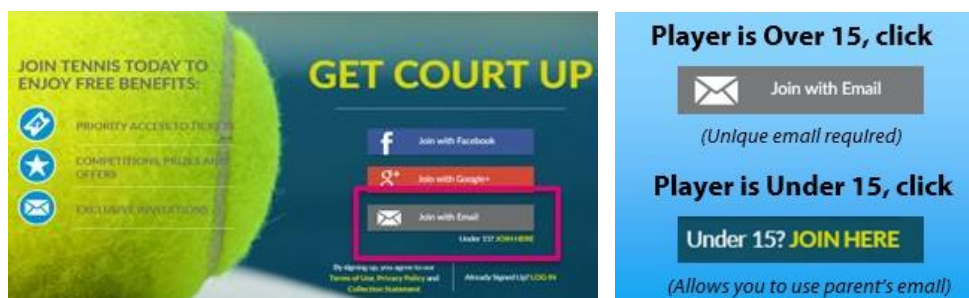 JOIN TENNIS TODAY TO
ENJOY FREE BENEFITS:
PRIORITY ACCESS TO TICKETS
COMPETITIONS, PRIZES AND
OFFERS
EXCLUSIVE INVITATIONS
GET COURT UP
f Join with Facebook
g+ Join with Google+
Join with Email
Under 15? JOIN HERE
By signing up, you agree to our
Terms of Use, Privacy Policy and
Collection Statement
Already Signed Up? LOG IN
Player is Over 15, click
Join with Email
(Unique email required)
Player is Under 15, click
Under 15? JOIN HERE
(Allows you to use parent's email)